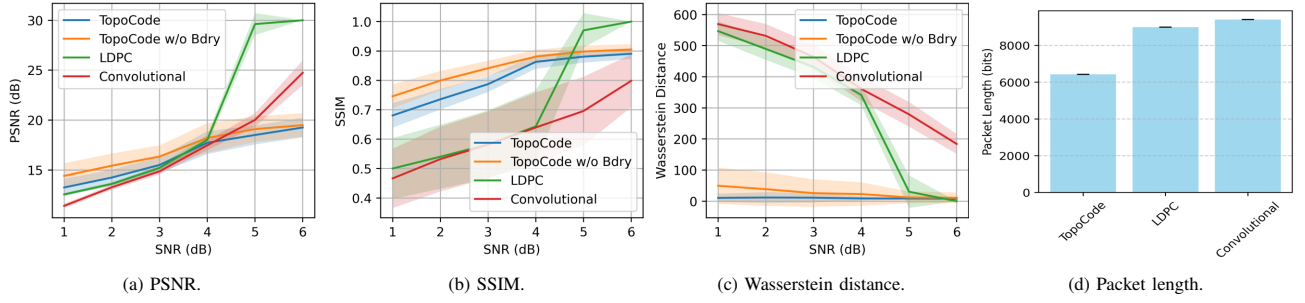 PSNR (dB)
30
25
20
15
TopoCode
TopoCode w/o Bdry
LDPC
Convolutional
1 2 3 4 5 6
SNR (dB)
(a) PSNR.
SSIM
1.0
0.9
0.8
0.7
0.6
0.5
0.4
TopoCode
TopoCode w/o Bdry
LDPC
Convolutional
1 2 3 4 5 6
SNR (dB)
(b) SSIM.
Wasserstein Distance
600
500
400
300
200
100
0
TopoCode
TopoCode w/o Bdry
LDPC
Convolutional
1 2 3 4 5 6
SNR (dB)
(c) Wasserstein distance.
Packet Length (bits)
8000
6000
4000
2000
0
TopoCode
LDPC
Convolutional
(d) Packet length.